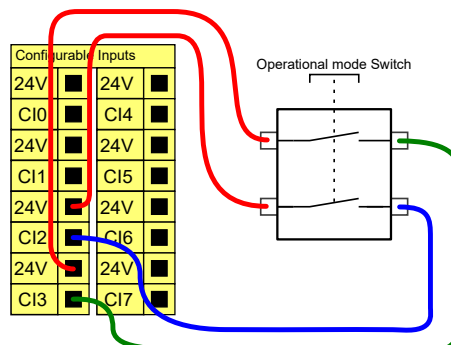 Configurable Inputs
Operational mode Switch
24V 24V
CI0 CI4
24V 24V
CI1 CI5
24V 24V
CI2 CI6
24V 24V
CI3 CI7